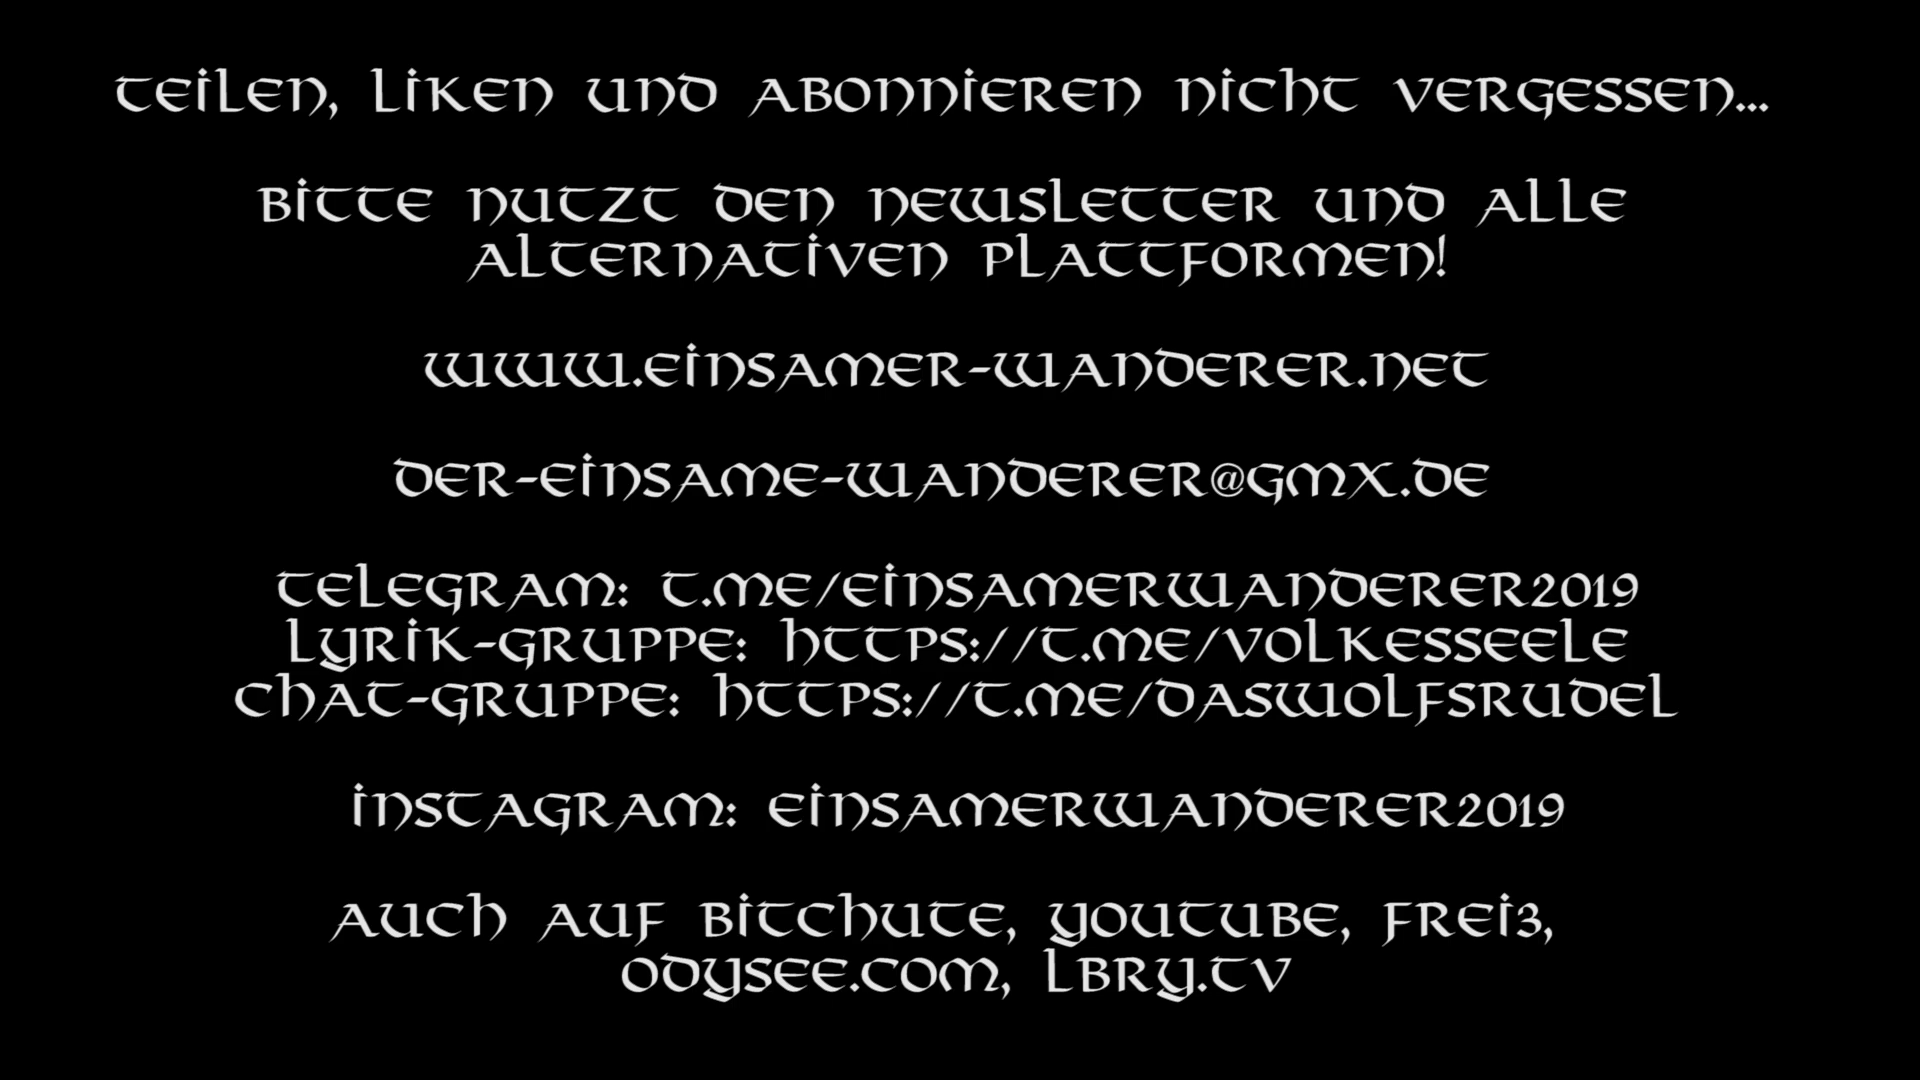 Teilen, liken und abonnieren nicht vergessen...
Bitte nutzt den Newsletter und alle
alternativen Plattformen!
www.einsamer-wanderer.net
der-einsame-wanderer@gmx.de
Telegram: t.me/einsamerwanderer2019
Lyrik-Gruppe: https://t.me/volkesseele
Chat-Gruppe: https://t.me/daswolfsrudel
Instagram: einsamerwanderer2019
Auch auf Bitchute, Youtube, Frei3,
odysee.com, lbry.tv